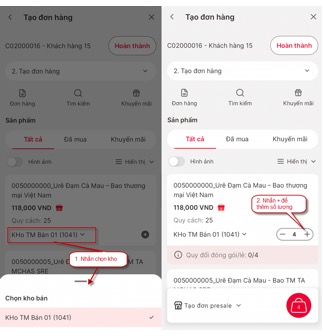 Tạo đơn hàng
C02000016 - Khách hàng 15
Hoàn thành
2. Tạo đơn hàng
Đơn hàng
Tìm kiếm
Khuyến mãi
Sản phẩm
Tất cả
Đã mua
Khuyến mãi
Hình ảnh
Hiển thị
0050000000_Urê Đạm Cà Mau – Bao thương
mại Việt Nam
118,000 VND
Quy cách: 25
KHo TM Bán 01 (1041)
1. Nhấn chọn kho
0050000005_Urê Đạm Cà Mau - Bao TM TA
MCHAS SRE
Chọn kho bán
KHo TM Bán 01 (1041)
Tạo đơn hàng
C02000016 - Khách hàng 15
Hoàn thành
2. Tạo đơn hàng
Đơn hàng
Tìm kiếm
Khuyến mãi
Sản phẩm
Tất cả
Đã mua
Khuyến mãi
Hình ảnh
Hiển thị
0050000000_Urê Đạm Cà Mau – Bao thương
mại Việt Nam
118,000 VND
2. Nhấn + để
thêm số lượng
Quy cách: 25
KHo TM Bán 01 (1041)
4
Quy đổi đóng gói/lẻ: 0/4
0050000005_Urê Đạm Cà Mau - Bao TM TA
Tạo đơn presale
4